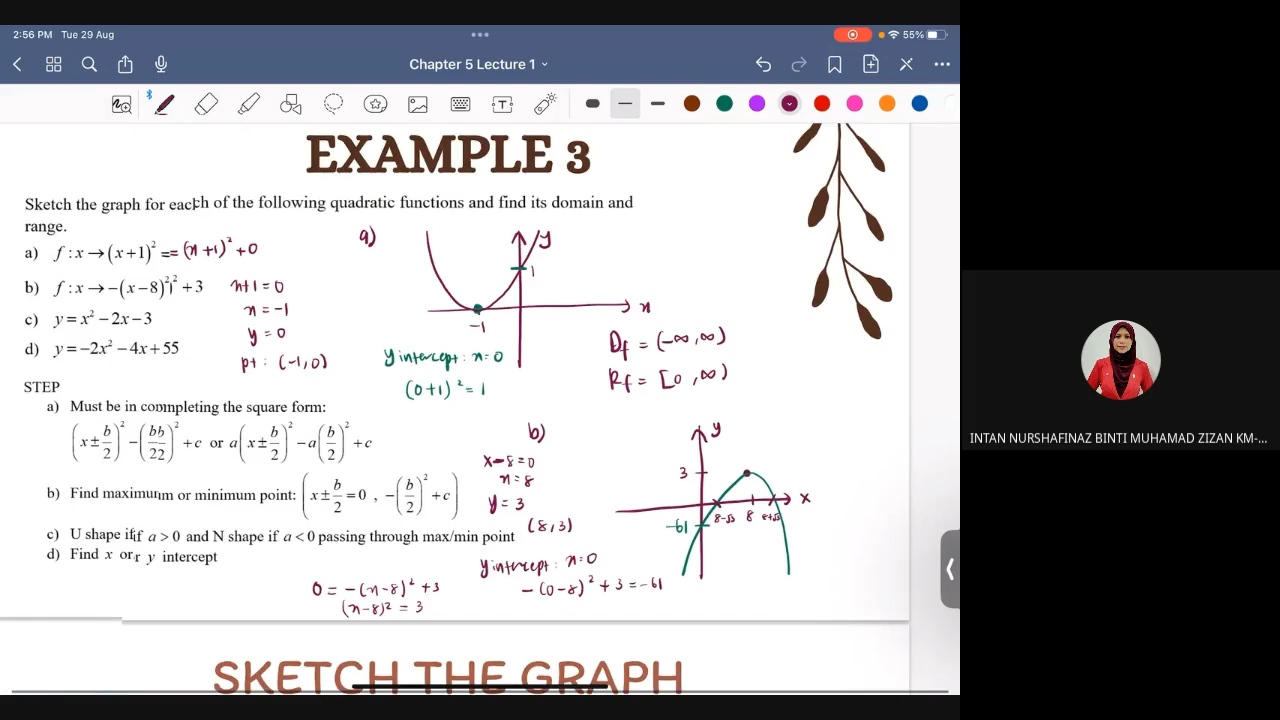 2:56 PM Tue 29 Aug
55%
Chapter 5 Lecture 1
EXAMPLE 3
Sketch the graph for each of the following quadratic functions and find its domain and
range.
a) f : x → (x+1)² = = (x+1)² + 0
b) f : x → −(x−8)² + 3
c) y = x² − 2x − 3
d) y = −2x² − 4x + 55
x+1 = 0
x = −1
y = 0
pt : (−1, 0)
a)
y
1
x
−1
y intercept : x = 0
(0+1)² = 1
Df = (−∞, ∞)
Rf = [0, ∞)
STEP
a) Must be in completing the square form:
(x ± b/2)² − (bb/22)² + c or a(x ± b/2)² − a(b/2)² + c
b) Find maximum or minimum point: (x ± b/2 = 0 , −(b/2)² + c)
c) U shape if a > 0 and N shape if a < 0 passing through max/min point
d) Find x or y intercept
b)
x−8 = 0
x = 8
y = 3
(8, 3)
y intercept : x = 0
−(0−8)² + 3 = −61
0 = −(x−8)² + 3
(x−8)² = 3
y
3
x
8−√3 8 8+√3
−61
SKETCH THE GRAPH
INTAN NURSHAFINAZ BINTI MUHAMAD ZIZAN KM-...